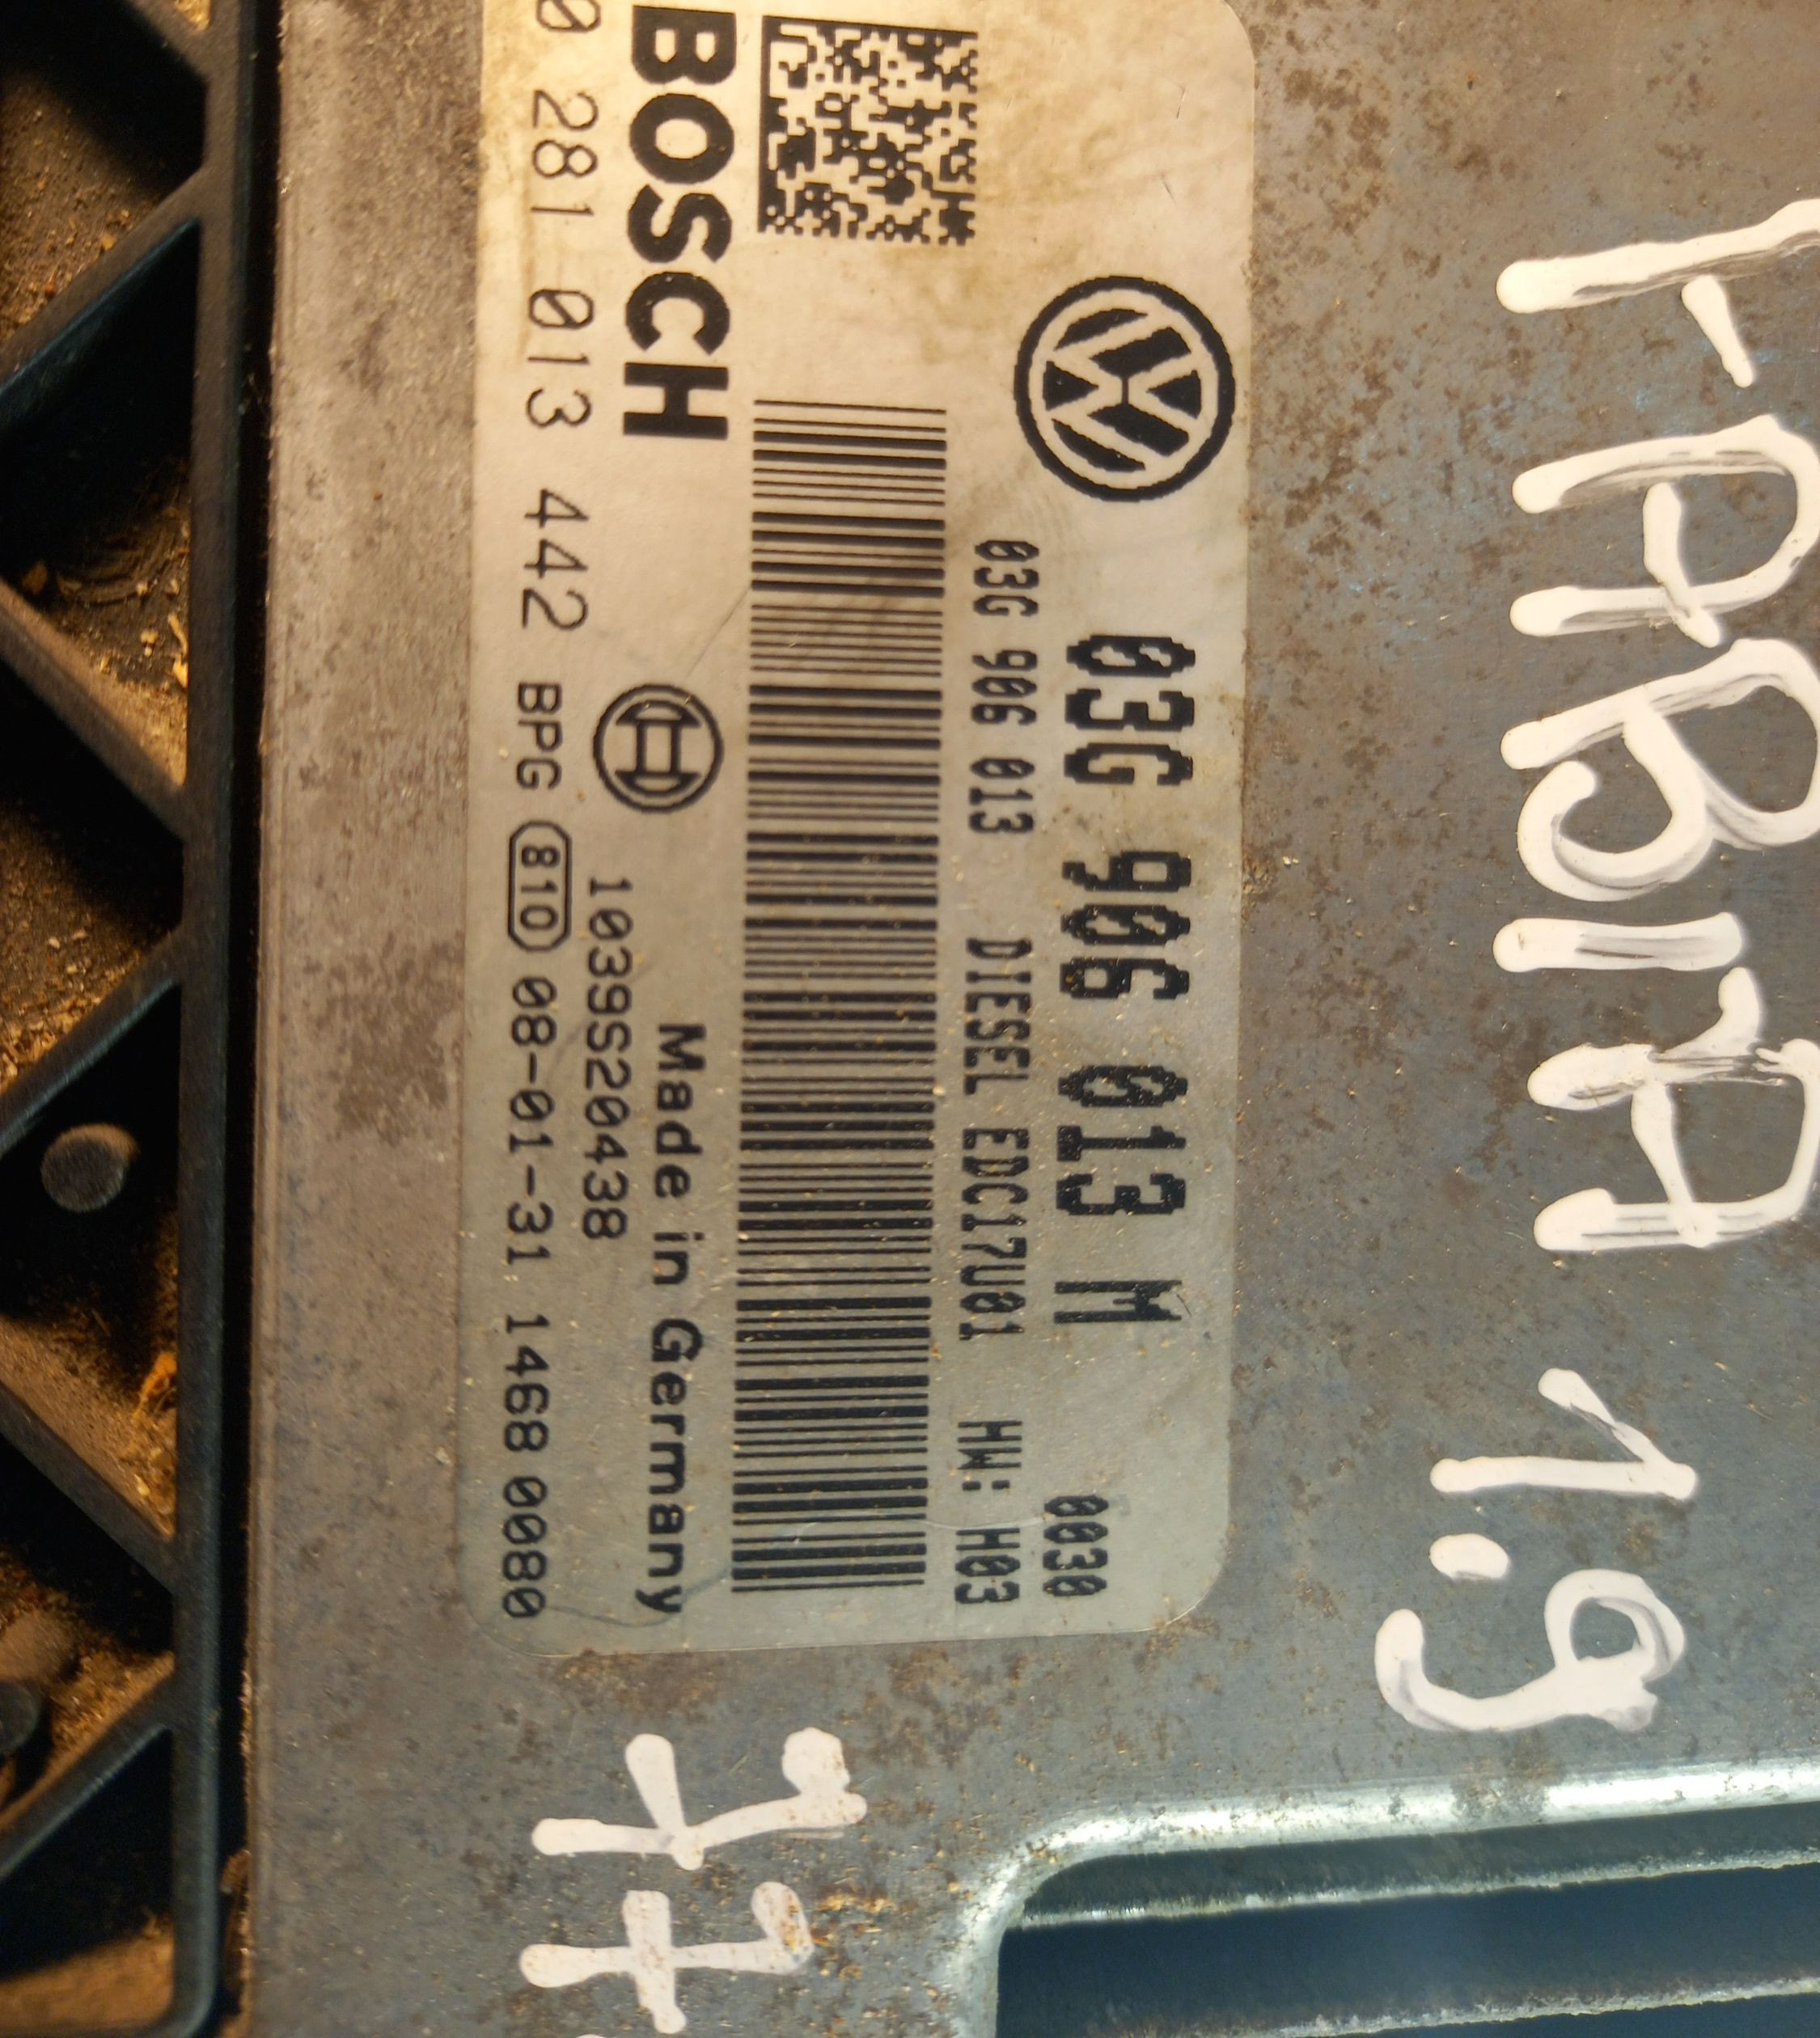 FABIA 1.9
03G 906 013 M
0030
03G 906 013 DIESEL EDC17U01 HW: H03
BOSCH
Made in Germany
1039S20438
0 281 013 442 BPG 810 08-01-31 1468 0080
77